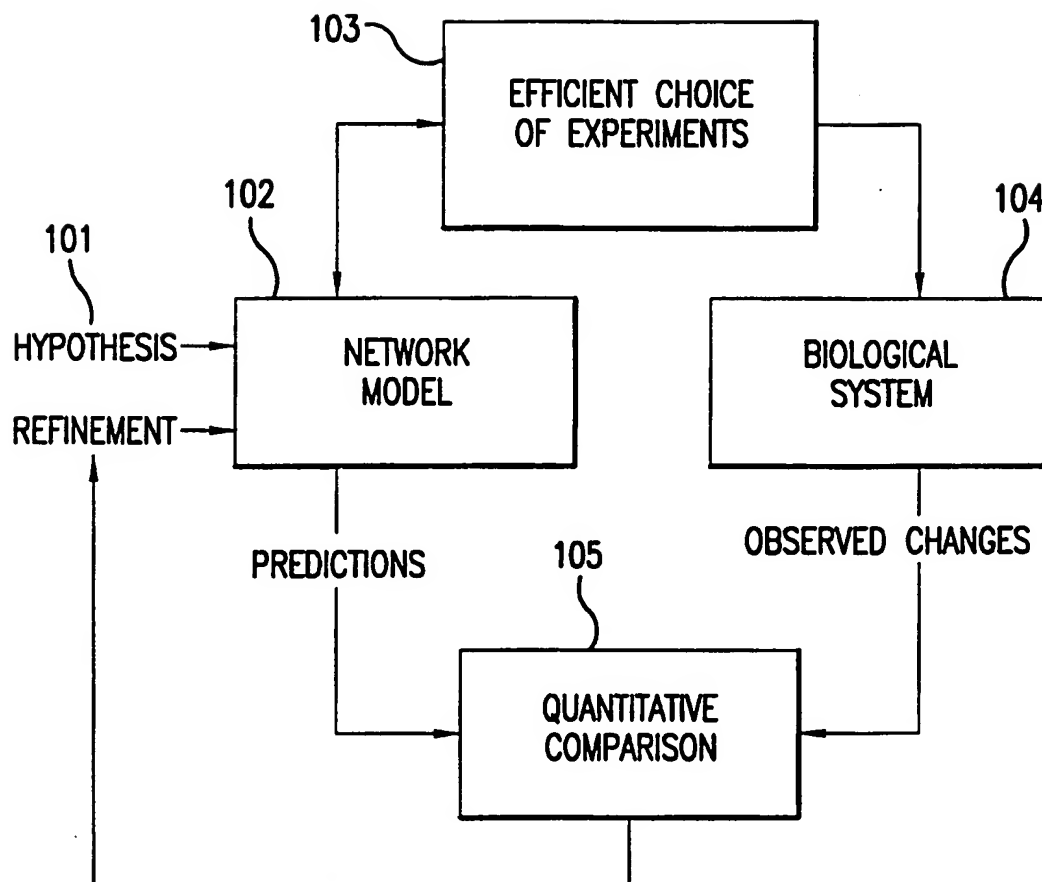 103
EFFICIENT CHOICE
OF EXPERIMENTS
102
104
101
HYPOTHESIS
NETWORK
MODEL
BIOLOGICAL
SYSTEM
REFINEMENT
PREDICTIONS
OBSERVED CHANGES
105
QUANTITATIVE
COMPARISON